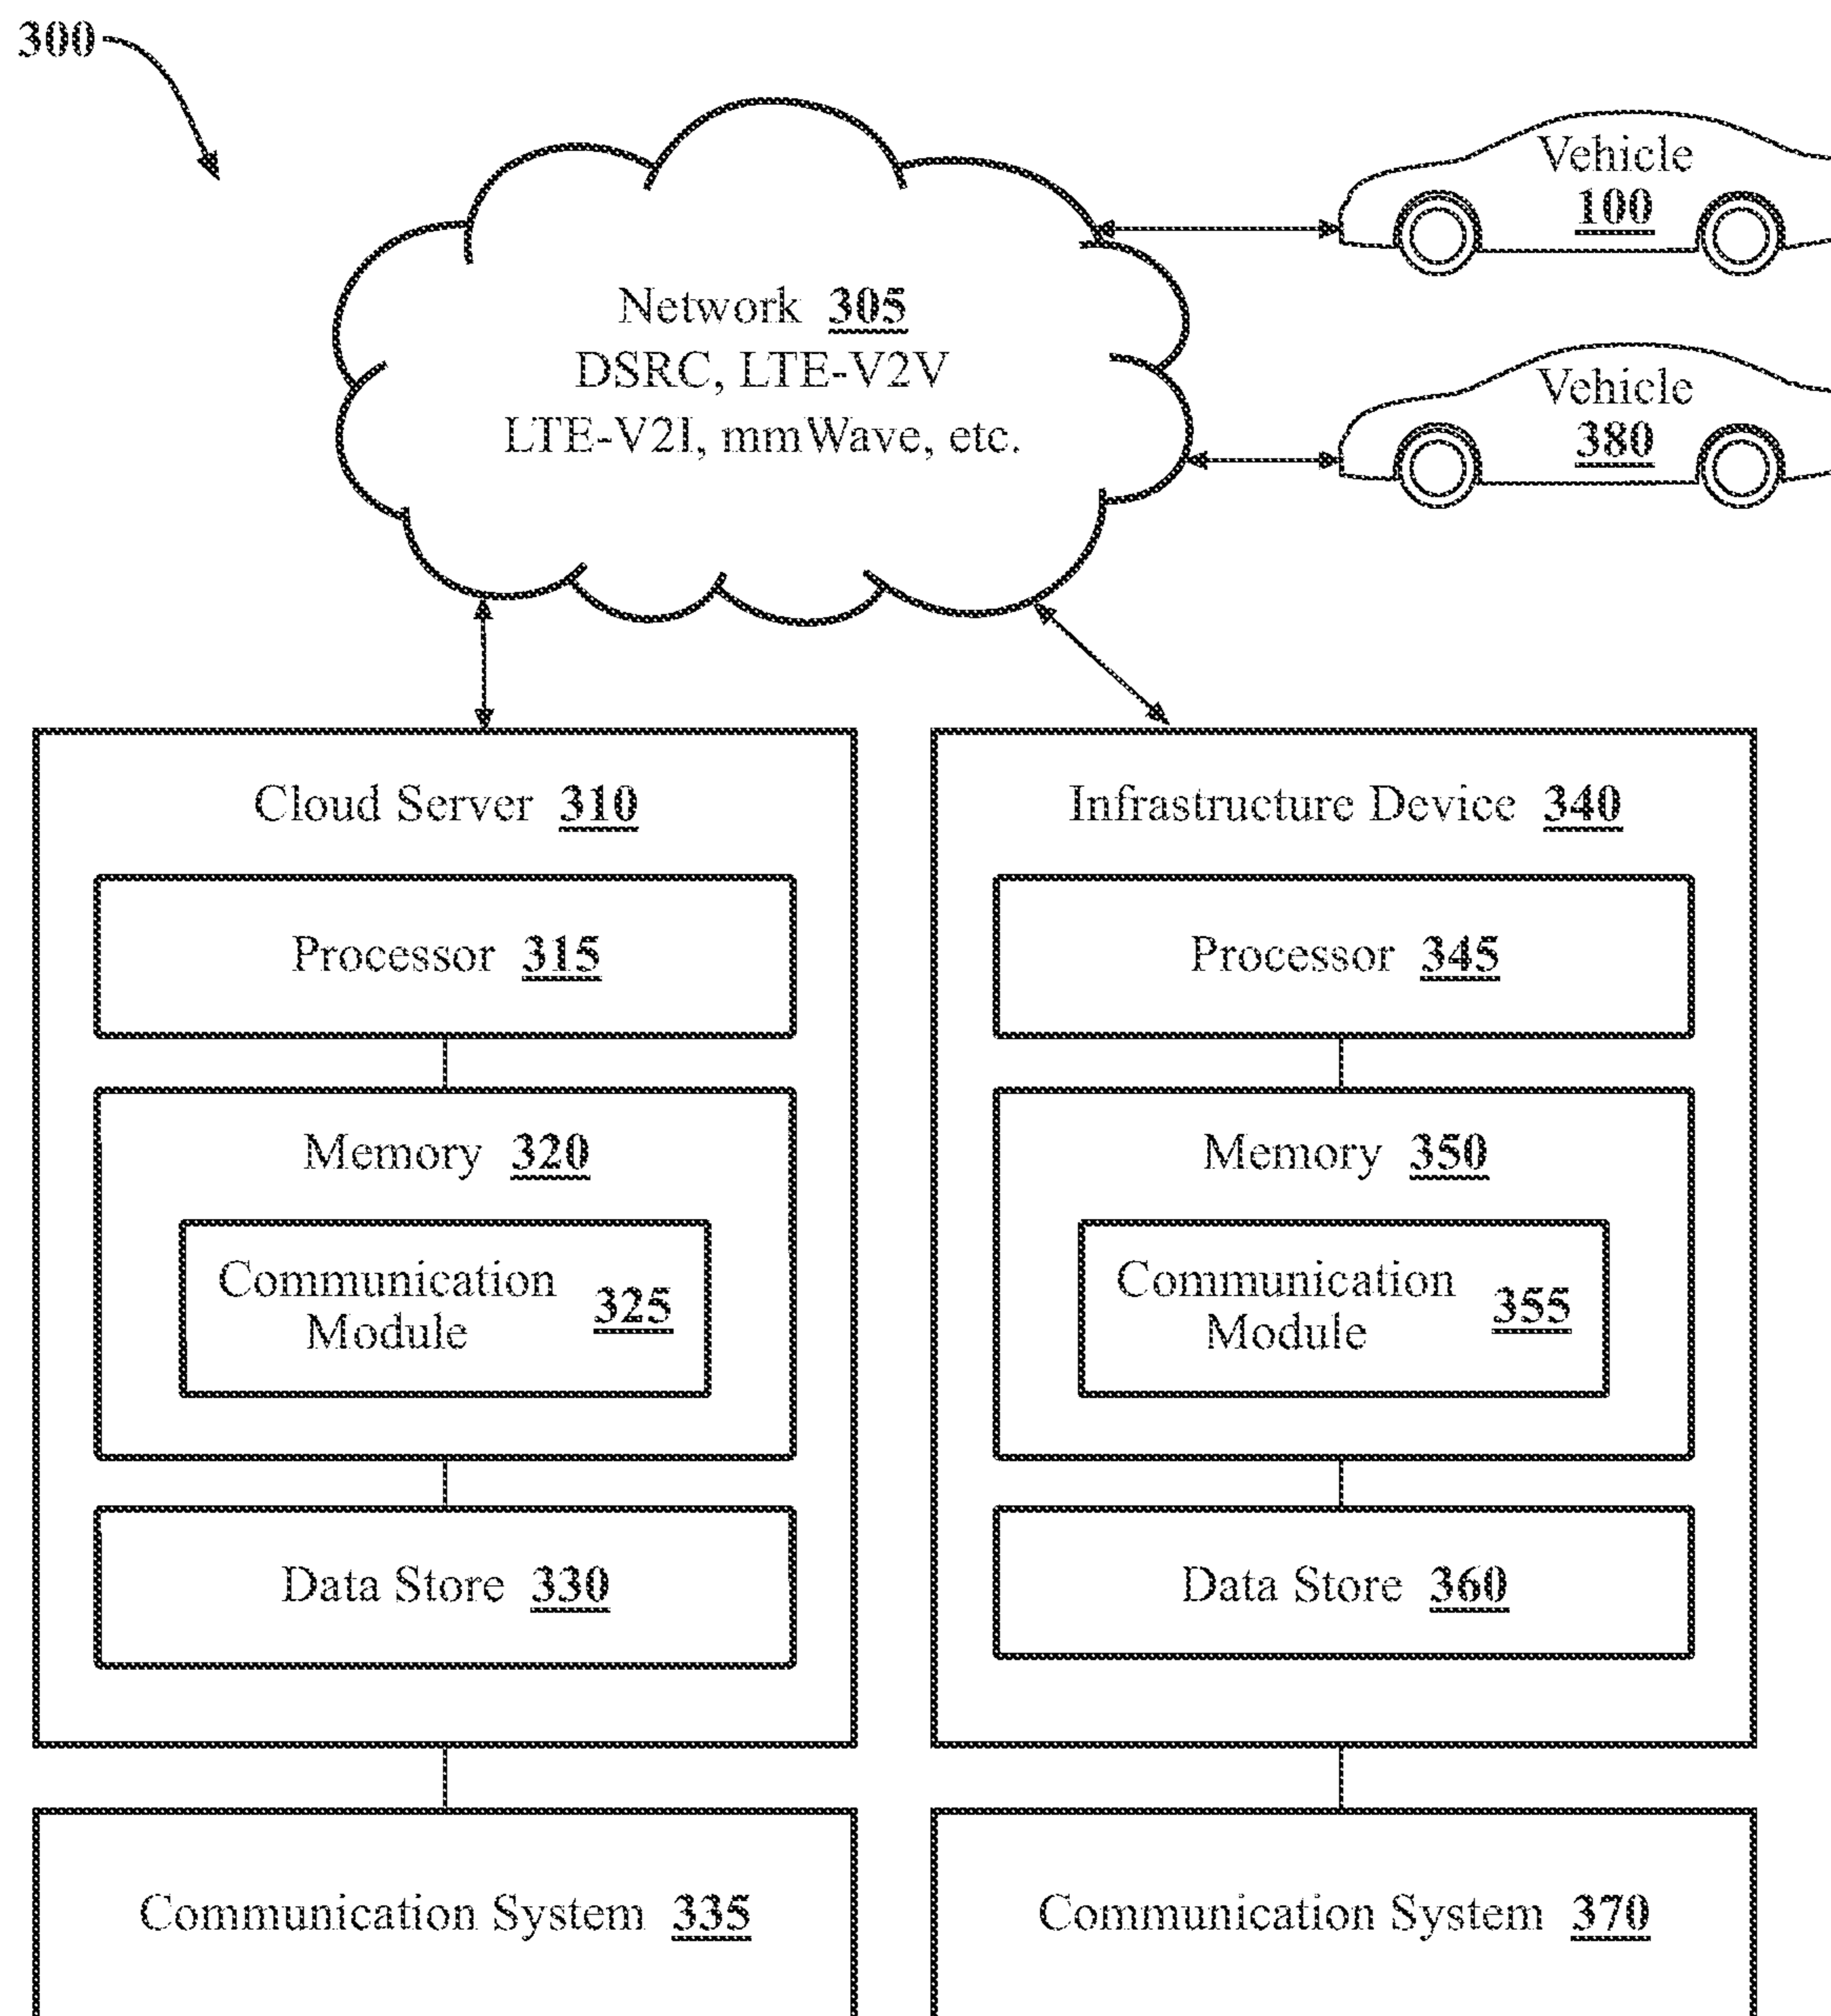 300
Vehicle
100
Network 305
DSRC, LTE-V2V
LTE-V2I, mmWave, etc.
Vehicle
380
Cloud Server 310
Processor 315
Memory 320
Communication
Module 325
Data Store 330
Communication System 335
Infrastructure Device 340
Processor 345
Memory 350
Communication
Module 355
Data Store 360
Communication System 370